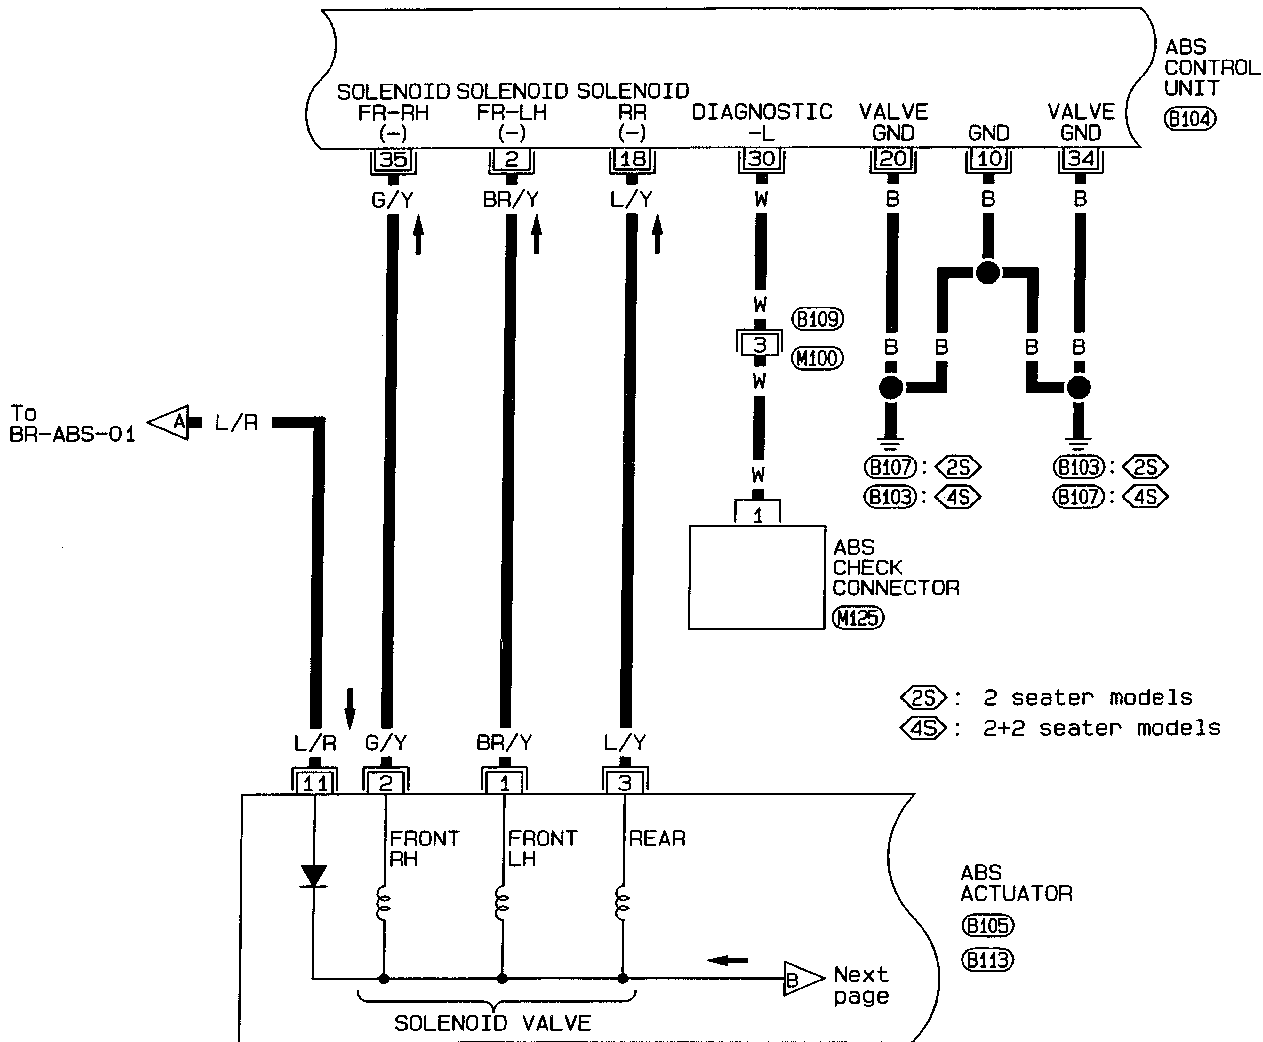 ABS
CONTROL
UNIT
B104
SOLENOID SOLENOID SOLENOID
FR-RH FR-LH RR DIAGNOSTIC VALVE VALVE
(-) (-) (-) -L GND GND GND
35 2 18 30 20 10 34
G/Y BR/Y L/Y W B B B
W B109
3
M100
W
B B B B
To
BR-ABS-01
A L/R
W
B107: 2S B103: 2S
B103: 4S B107: 4S
1
ABS
CHECK
CONNECTOR
M125
2S: 2 seater models
4S: 2+2 seater models
L/R G/Y BR/Y L/Y
11 2 1 3
FRONT FRONT REAR
RH LH
ABS
ACTUATOR
B105
B113
B Next
page
SOLENOID VALVE